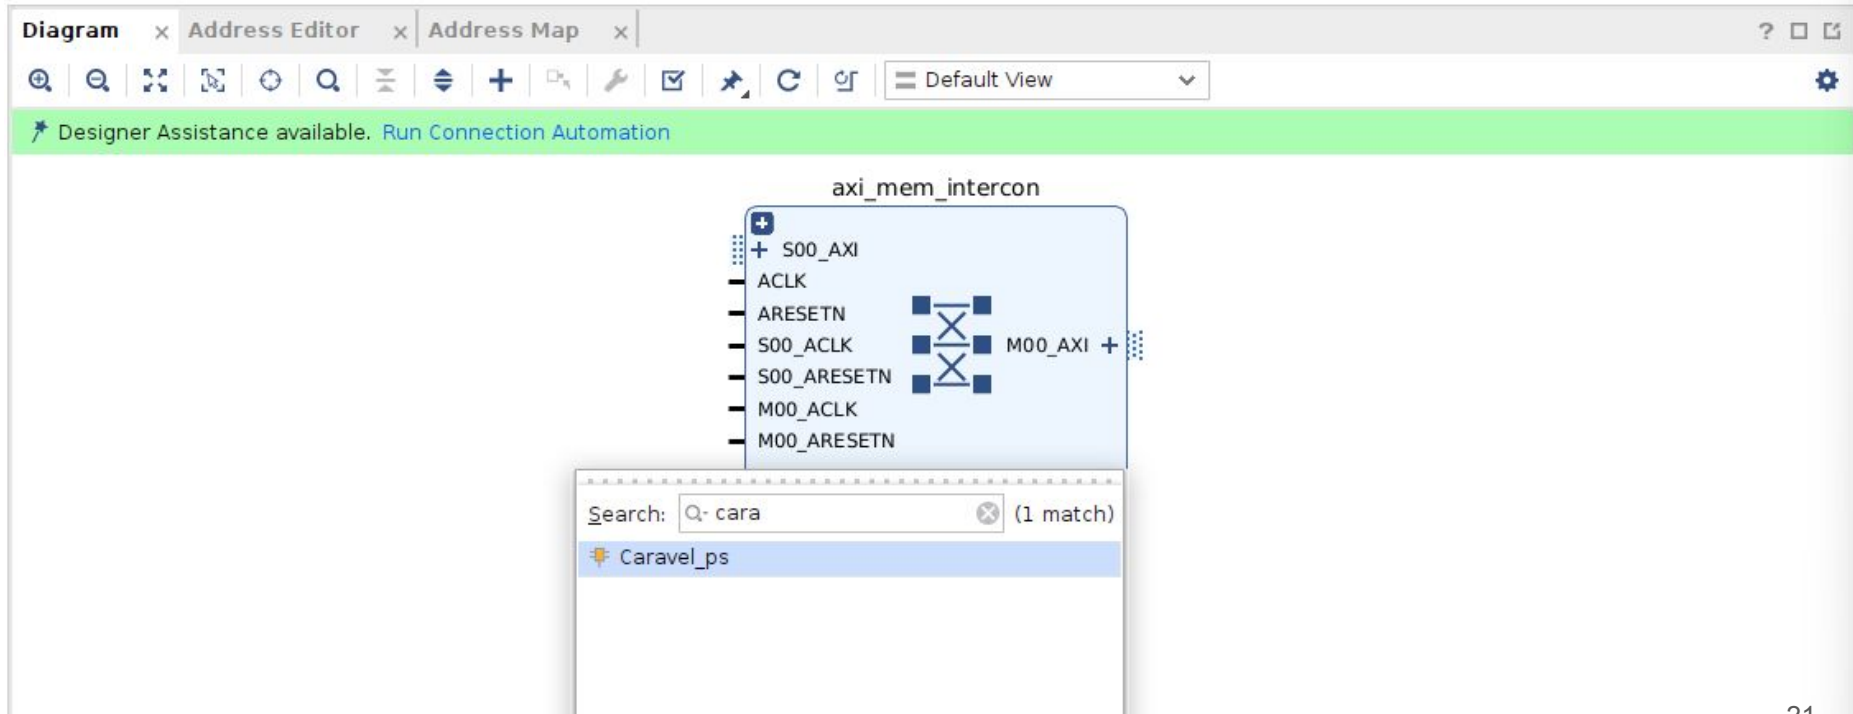 Diagram Address Editor Address Map ?
Default View
Designer Assistance available. Run Connection Automation
axi_mem_intercon
S00_AXI
ACLK
ARESETN
S00_ACLK
M00_AXI
S00_ARESETN
M00_ACLK
M00_ARESETN
Search: cara (1 match)
Caravel_ps